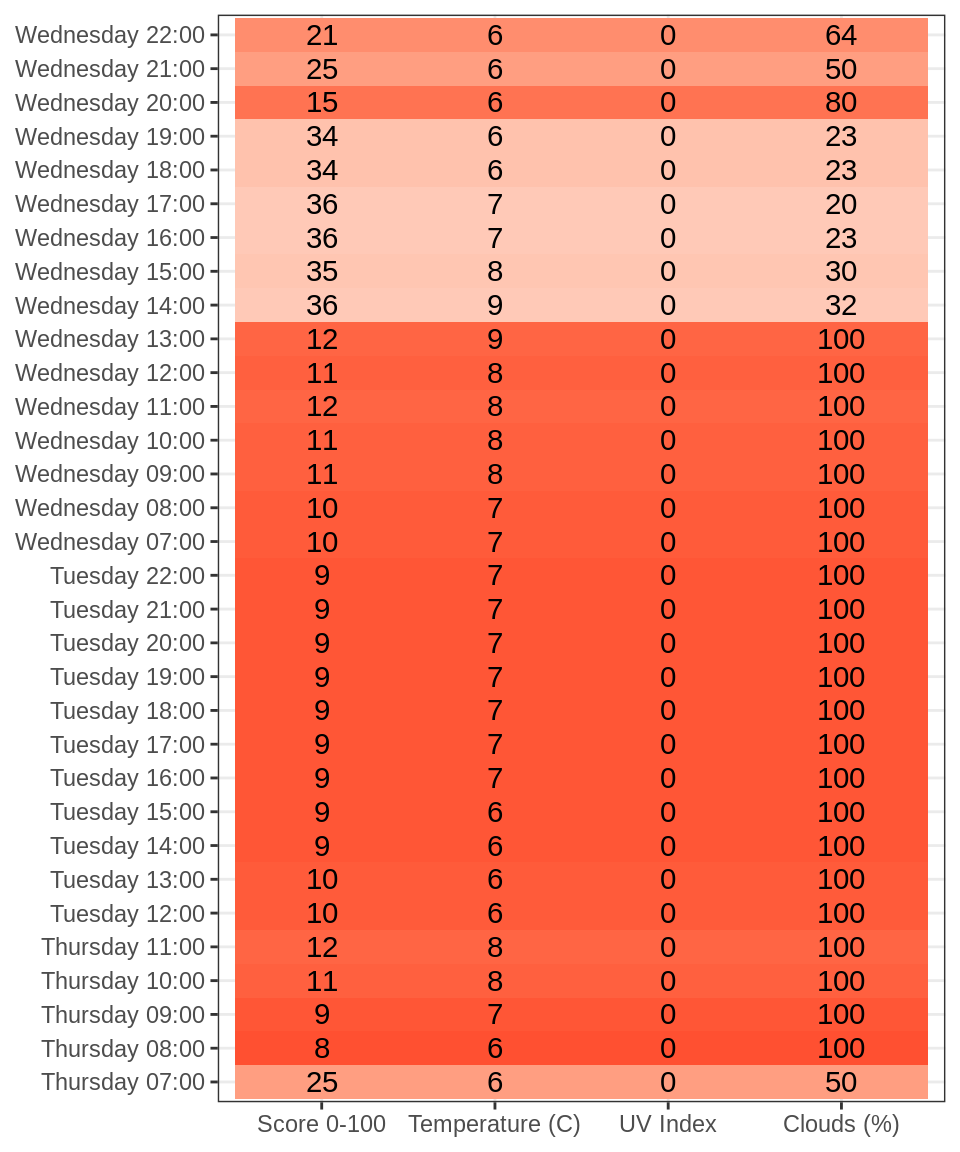 Wednesday 22:00 21 6 0 64
Wednesday 21:00 25 6 0 50
Wednesday 20:00 15 6 0 80
Wednesday 19:00 34 6 0 23
Wednesday 18:00 34 6 0 23
Wednesday 17:00 36 7 0 20
Wednesday 16:00 36 7 0 23
Wednesday 15:00 35 8 0 30
Wednesday 14:00 36 9 0 32
Wednesday 13:00 12 9 0 100
Wednesday 12:00 11 8 0 100
Wednesday 11:00 12 8 0 100
Wednesday 10:00 11 8 0 100
Wednesday 09:00 11 8 0 100
Wednesday 08:00 10 7 0 100
Wednesday 07:00 10 7 0 100
Tuesday 22:00 9 7 0 100
Tuesday 21:00 9 7 0 100
Tuesday 20:00 9 7 0 100
Tuesday 19:00 9 7 0 100
Tuesday 18:00 9 7 0 100
Tuesday 17:00 9 7 0 100
Tuesday 16:00 9 7 0 100
Tuesday 15:00 9 6 0 100
Tuesday 14:00 9 6 0 100
Tuesday 13:00 10 6 0 100
Tuesday 12:00 10 6 0 100
Thursday 11:00 12 8 0 100
Thursday 10:00 11 8 0 100
Thursday 09:00 9 7 0 100
Thursday 08:00 8 6 0 100
Thursday 07:00 25 6 0 50
Score 0-100 Temperature (C) UV Index Clouds (%)